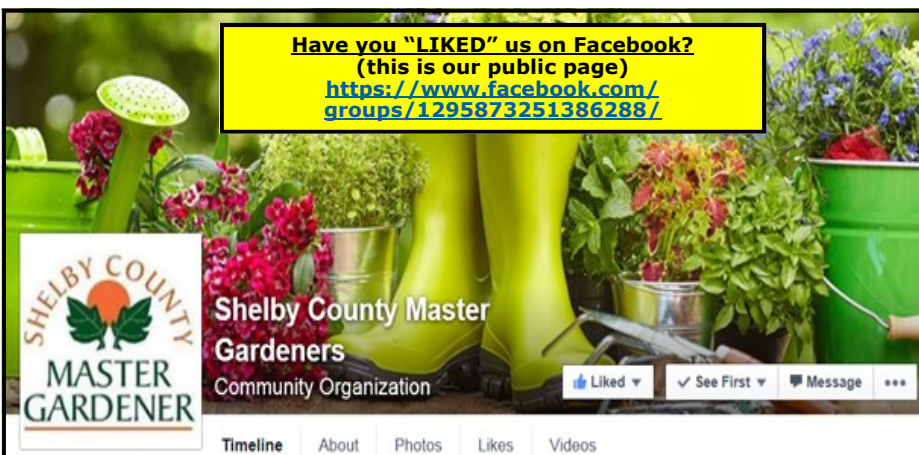 Have you “LIKED” us on Facebook?
(this is our public page)
https://www.facebook.com/
groups/1295873251386288/
SHELBY COUNTY
MASTER
GARDENER
Shelby County Master
Gardeners
Community Organization
Liked
See First
Message
Timeline
About
Photos
Likes
Videos